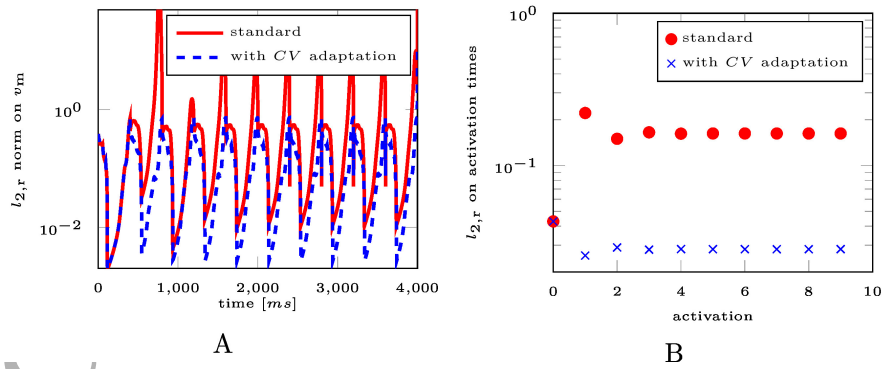 standard
with CV adaptation
l2,r norm on vm
10^0
10^-2
0
1,000
2,000
3,000
4,000
time [ms]
A
standard
with CV adaptation
l2,r on activation times
10^0
10^-1
0
2
4
6
8
10
activation
B